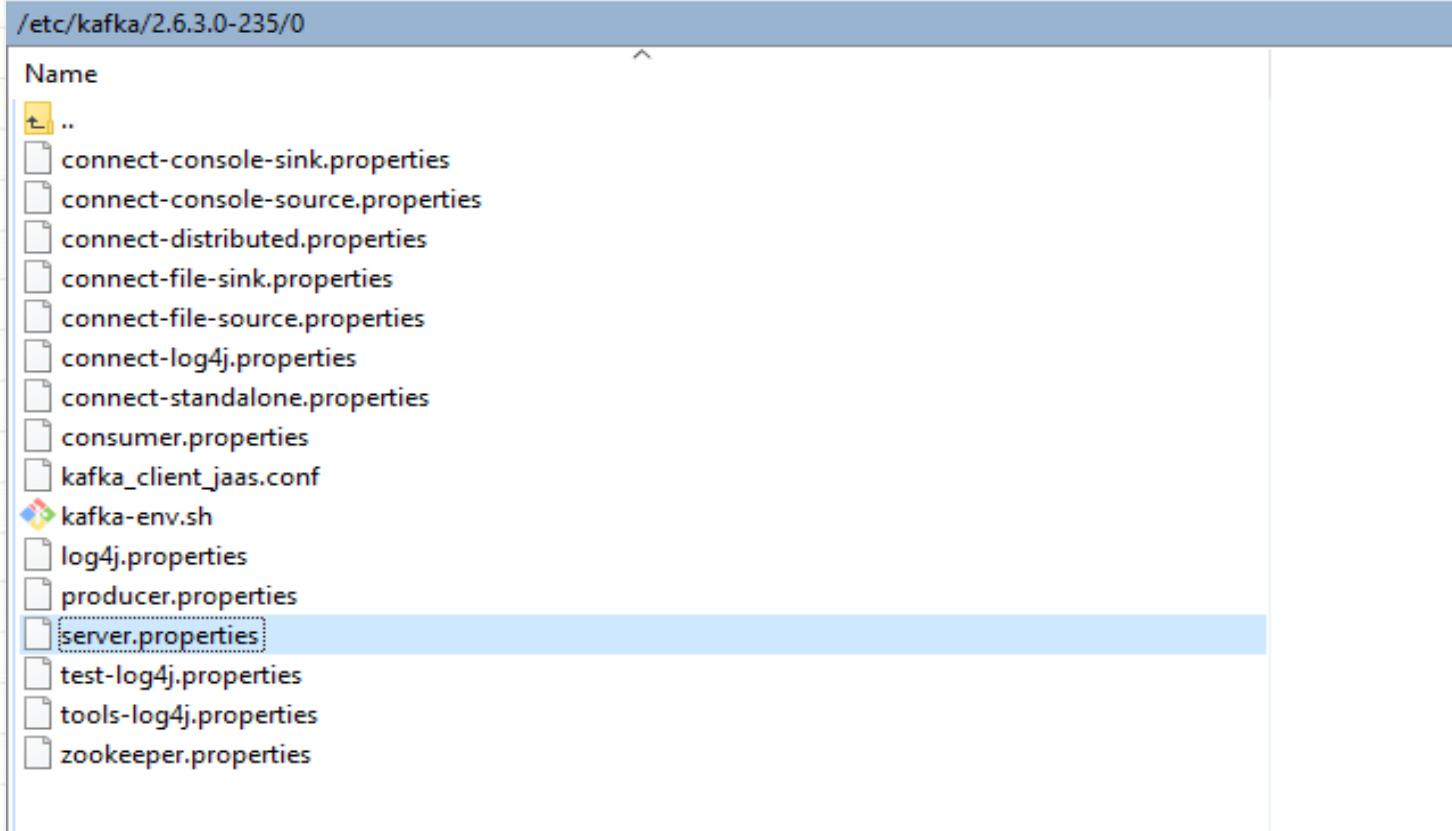 /etc/kafka/2.6.3.0-235/0
Name
..
connect-console-sink.properties
connect-console-source.properties
connect-distributed.properties
connect-file-sink.properties
connect-file-source.properties
connect-log4j.properties
connect-standalone.properties
consumer.properties
kafka_client_jaas.conf
kafka-env.sh
log4j.properties
producer.properties
server.properties
test-log4j.properties
tools-log4j.properties
zookeeper.properties